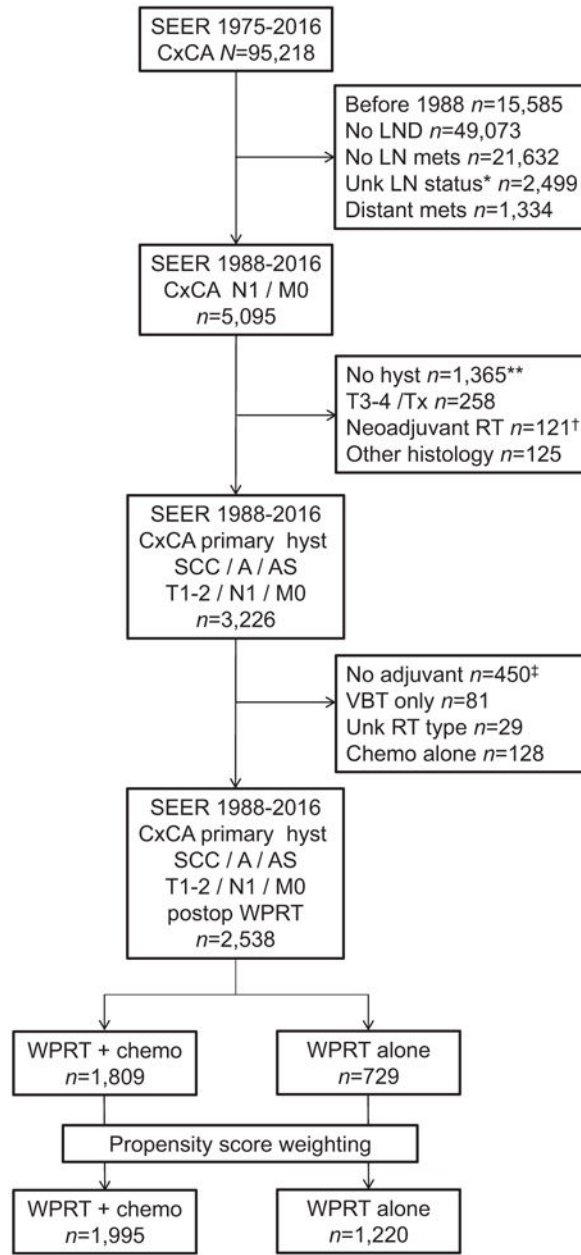 SEER 1975-2016
CxCA N=95,218
Before 1988 n=15,585
No LND n=49,073
No LN mets n=21,632
Unk LN status* n=2,499
Distant mets n=1,334
SEER 1988-2016
CxCA N1 / M0
n=5,095
No hyst n=1,365**
T3-4 /Tx n=258
Neoadjuvant RT n=121†
Other histology n=125
SEER 1988-2016
CxCA primary hyst
SCC / A / AS
T1-2 / N1 / M0
n=3,226
No adjuvant n=450‡
VBT only n=81
Unk RT type n=29
Chemo alone n=128
SEER 1988-2016
CxCA primary hyst
SCC / A / AS
T1-2 / N1 / M0
postop WPRT
n=2,538
WPRT + chemo
n=1,809
WPRT alone
n=729
Propensity score weighting
WPRT + chemo
n=1,995
WPRT alone
n=1,220